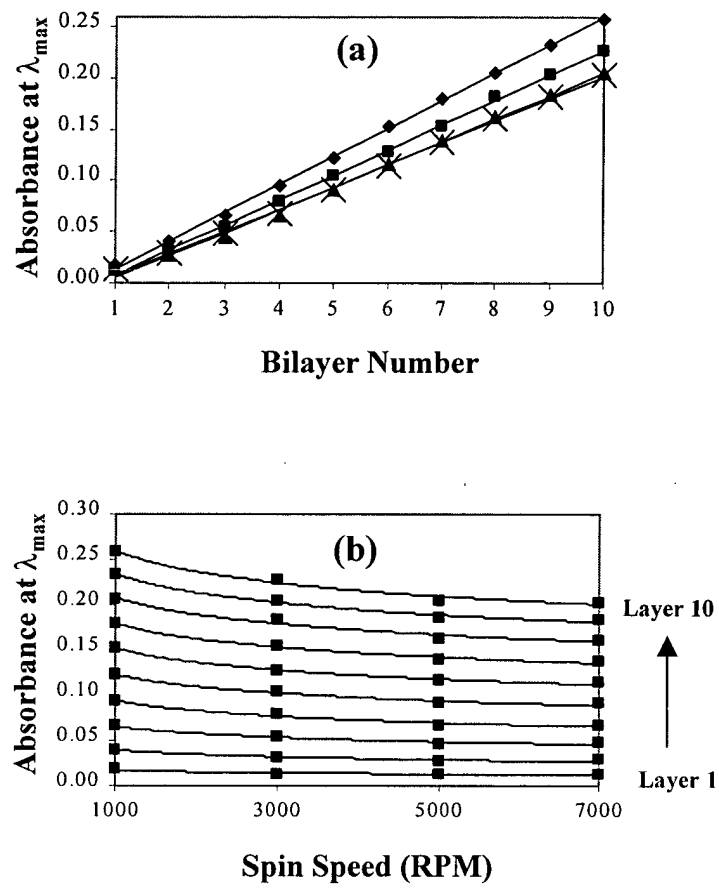 0.25
(a)
0.20
0.15
0.10
0.05
0.00
Absorbance at λmax
1 2 3 4 5 6 7 8 9 10
Bilayer Number
0.30
(b)
0.25
0.20
0.15
0.10
0.05
0.00
Absorbance at λmax
Layer 10
Layer 1
1000 3000 5000 7000
Spin Speed (RPM)